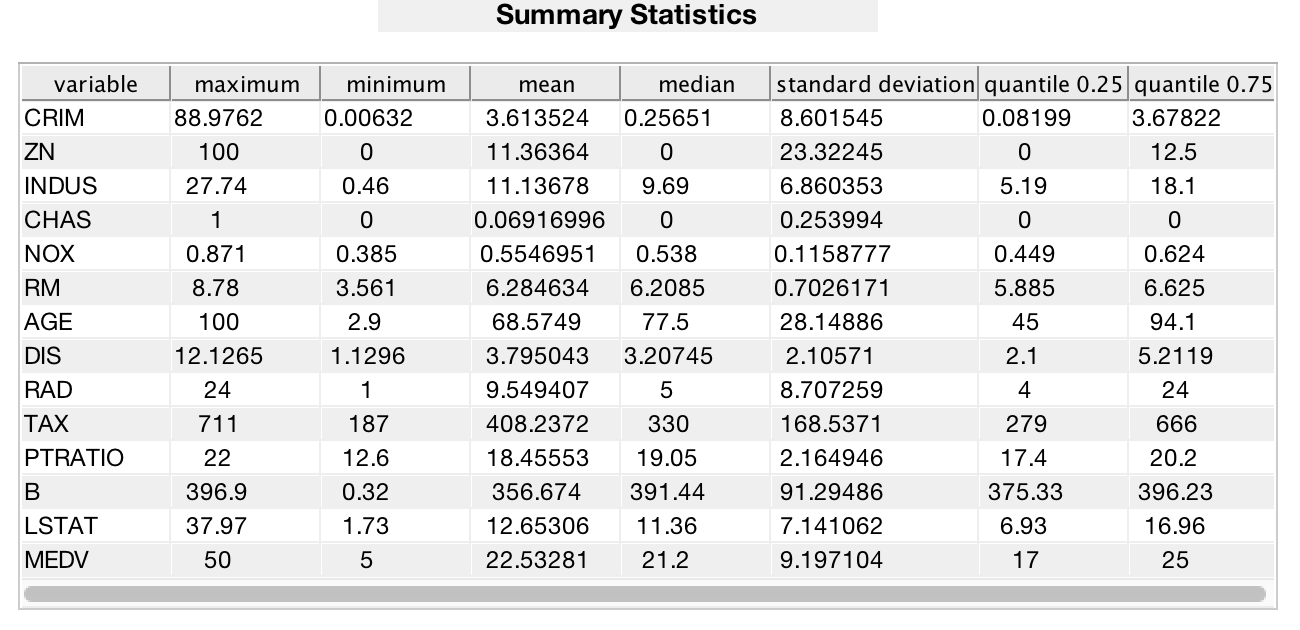 Summary Statistics
variable maximum minimum mean median standard deviation quantile 0.25 quantile 0.75
CRIM 88.9762 0.00632 3.613524 0.25651 8.601545 0.08199 3.67822
ZN 100 0 11.36364 0 23.32245 0 12.5
INDUS 27.74 0.46 11.13678 9.69 6.860353 5.19 18.1
CHAS 1 0 0.06916996 0 0.253994 0 0
NOX 0.871 0.385 0.5546951 0.538 0.1158777 0.449 0.624
RM 8.78 3.561 6.284634 6.2085 0.7026171 5.885 6.625
AGE 100 2.9 68.5749 77.5 28.14886 45 94.1
DIS 12.1265 1.1296 3.795043 3.20745 2.10571 2.1 5.2119
RAD 24 1 9.549407 5 8.707259 4 24
TAX 711 187 408.2372 330 168.5371 279 666
PTRATIO 22 12.6 18.45553 19.05 2.164946 17.4 20.2
B 396.9 0.32 356.674 391.44 91.29486 375.33 396.23
LSTAT 37.97 1.73 12.65306 11.36 7.141062 6.93 16.96
MEDV 50 5 22.53281 21.2 9.197104 17 25